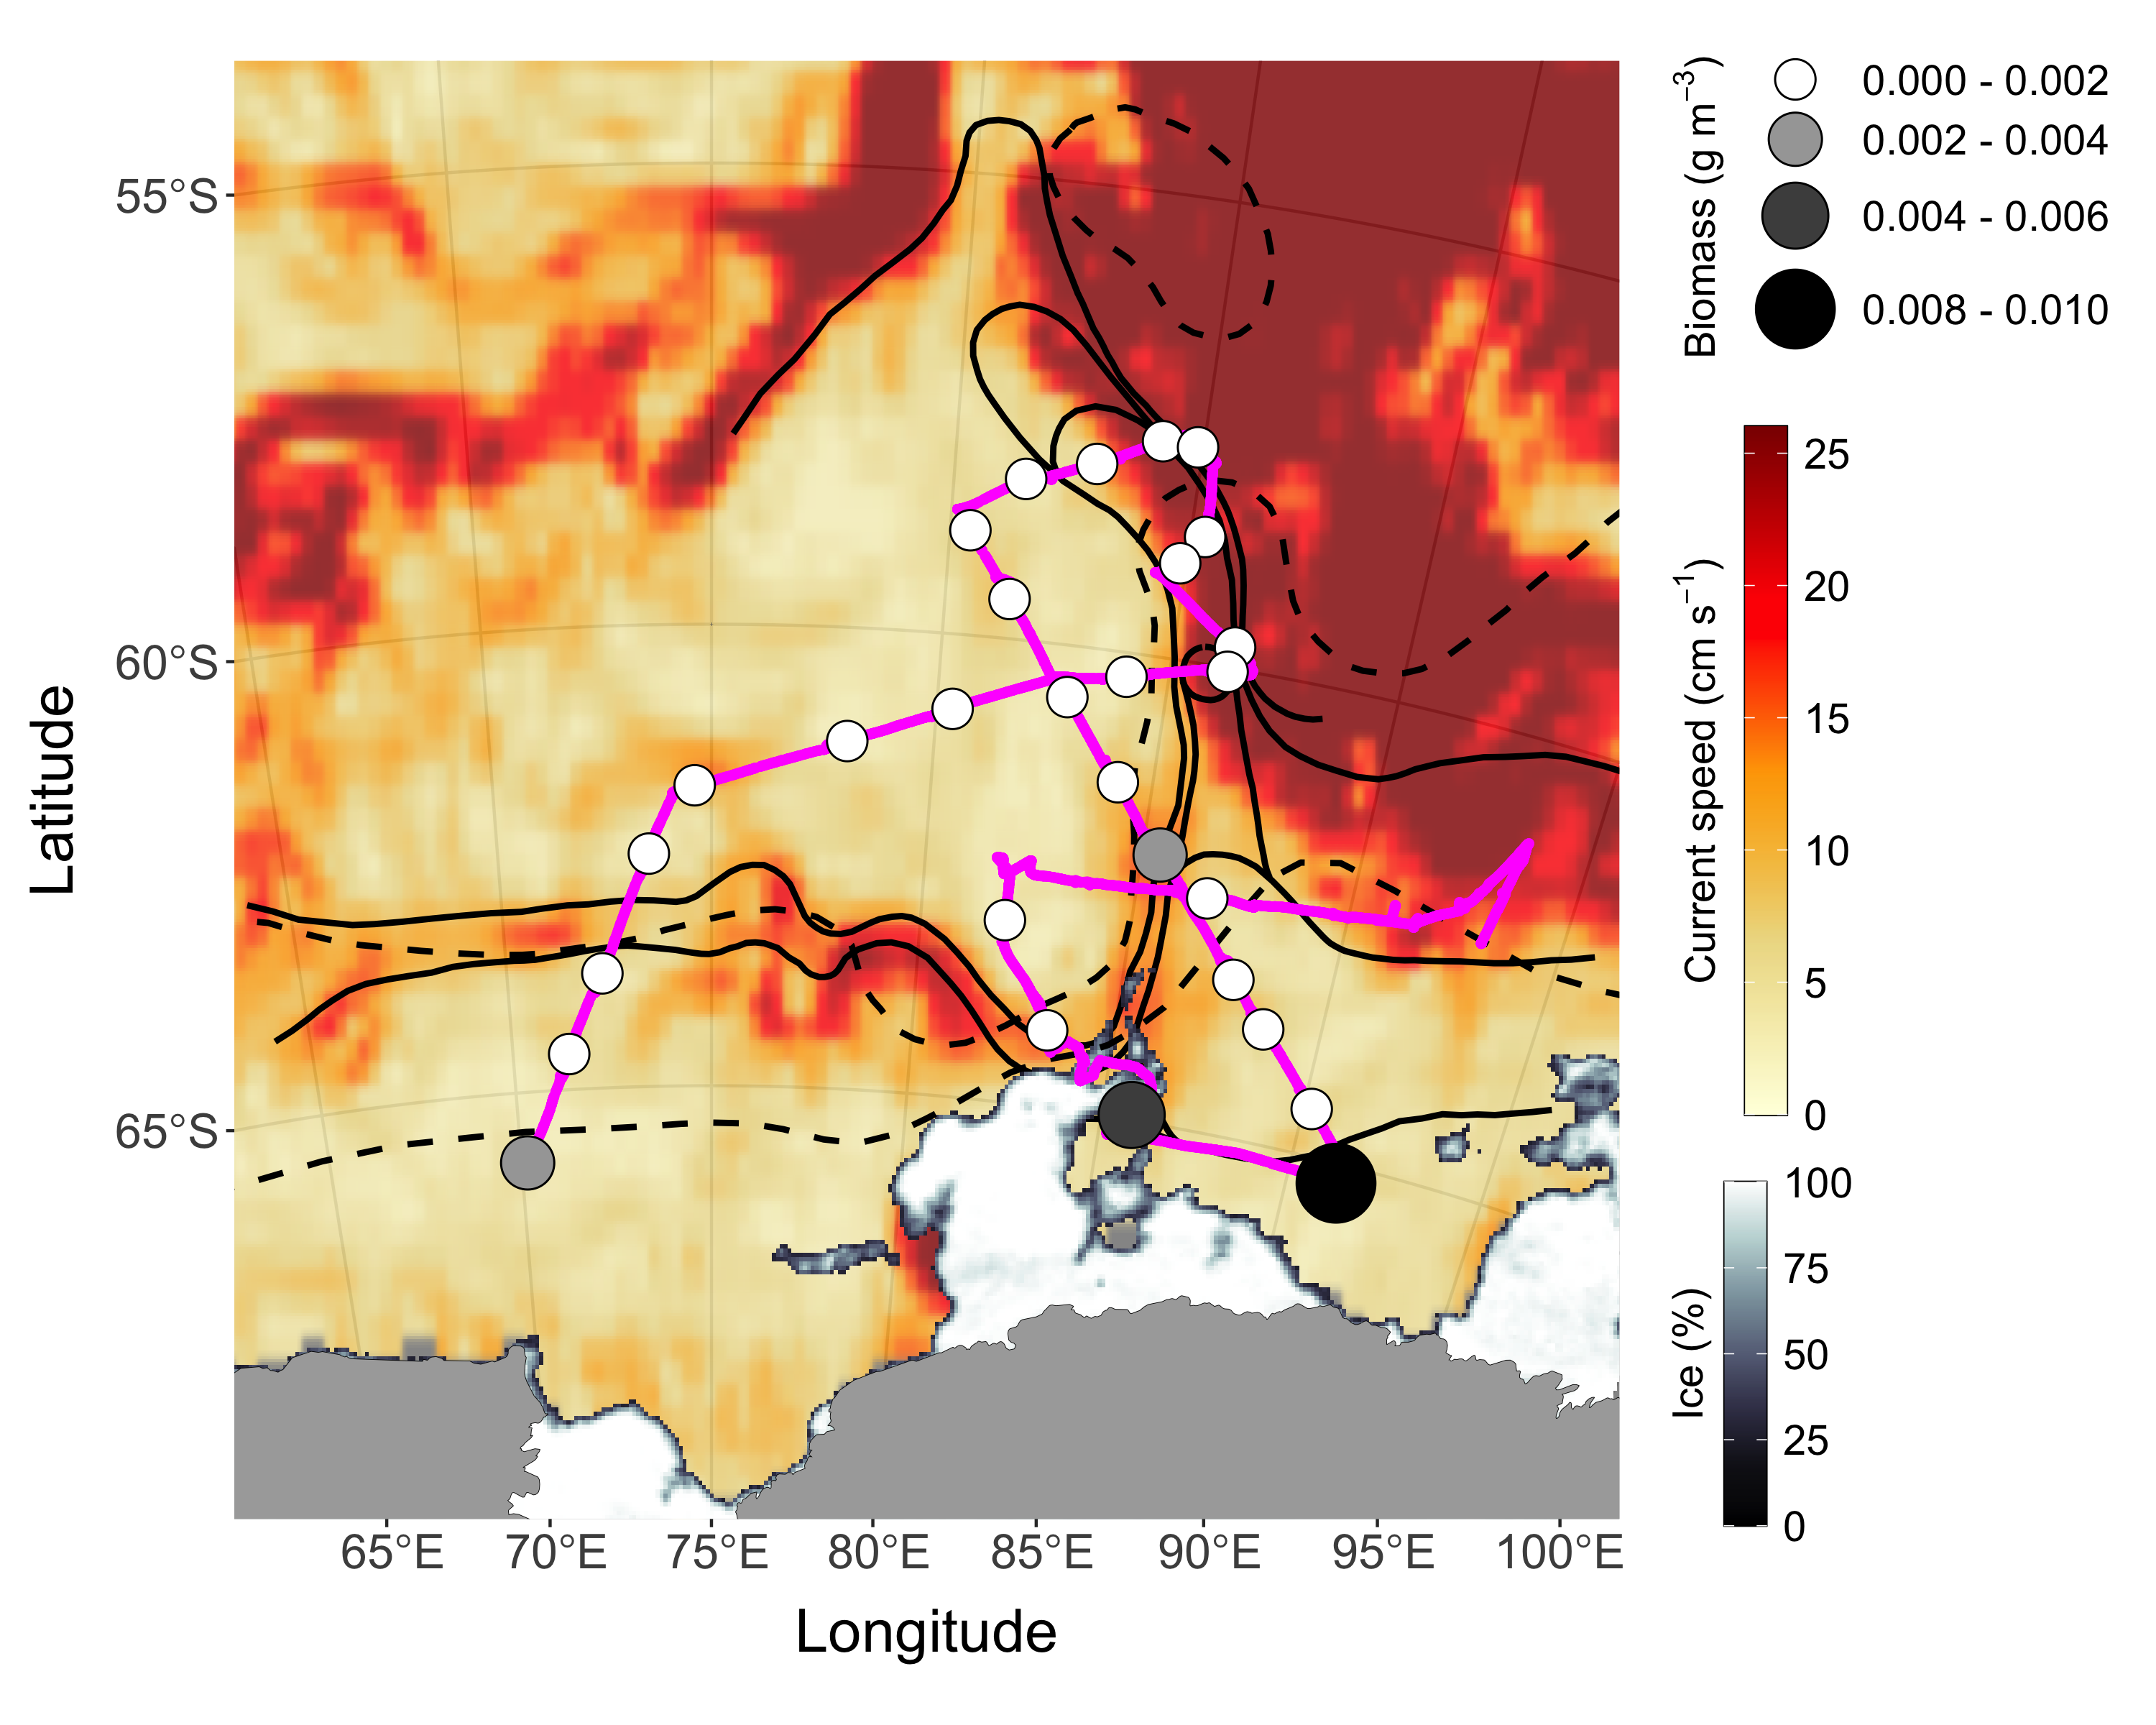 Latitude
55°S
60°S
65°S
65°E 70°E 75°E 80°E 85°E 90°E 95°E 100°E
Longitude
Biomass (g m⁻³)
0.000 - 0.002
0.002 - 0.004
0.004 - 0.006
0.008 - 0.010
Current speed (cm s⁻¹)
25
20
15
10
5
0
Ice (%)
100
75
50
25
0